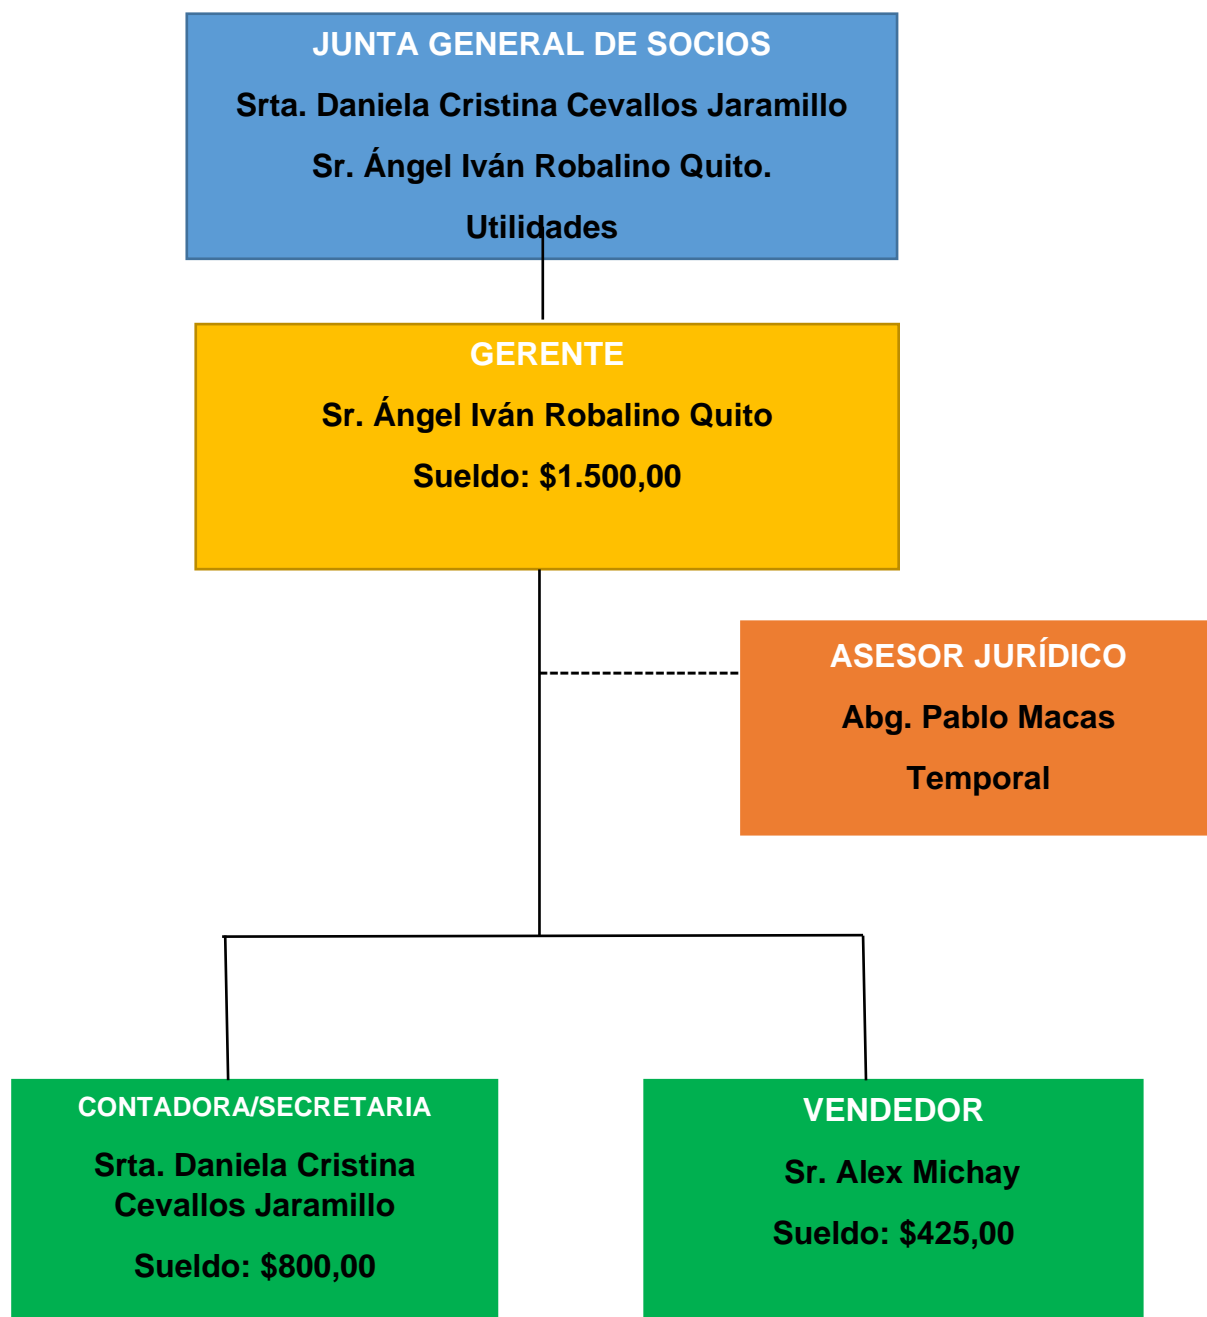 JUNTA GENERAL DE SOCIOS
Srta. Daniela Cristina Cevallos Jaramillo
Sr. Ángel Iván Robalino Quito.
Utilidades
GERENTE
Sr. Ángel Iván Robalino Quito
Sueldo: $1.500,00
ASESOR JURÍDICO
Abg. Pablo Macas
Temporal
CONTADORA/SECRETARIA
Srta. Daniela Cristina
Cevallos Jaramillo
Sueldo: $800,00
VENDEDOR
Sr. Alex Michay
Sueldo: $425,00